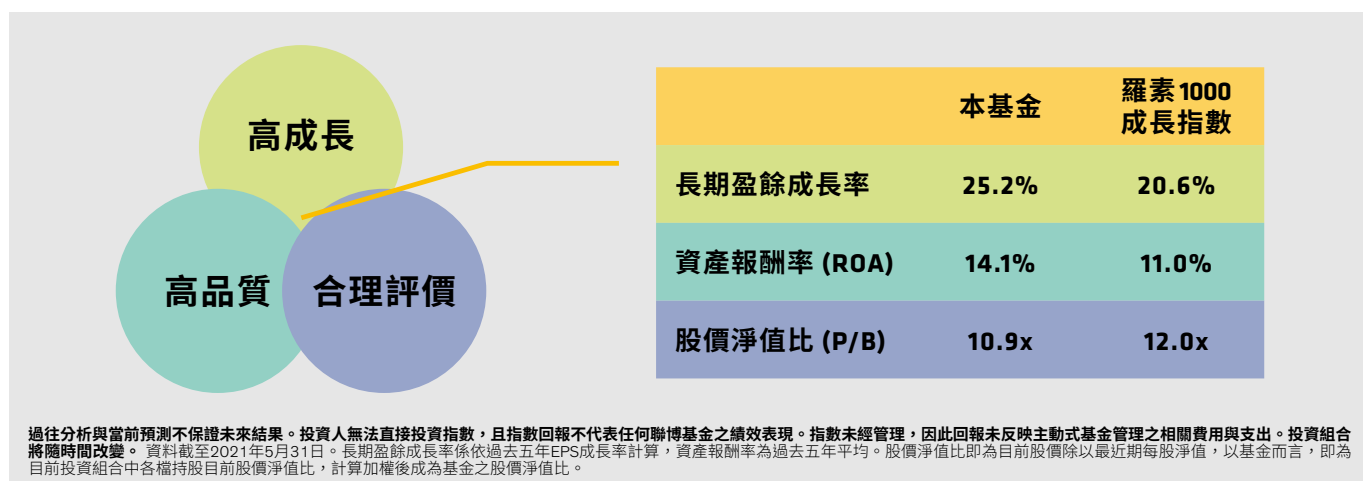 高成長
高品質
合理評價
本基金
羅素1000
成長指數
長期盈餘成長率 25.2% 20.6%
資產報酬率 (ROA) 14.1% 11.0%
股價淨值比 (P/B) 10.9x 12.0x
過往分析與當前預測不保證未來結果。投資人無法直接投資指數，且指數回報不代表任何聯博基金之績效表現。指數未經管理，因此回報未反映主動式基金管理之相關費用與支出。投資組合
將隨時間改變。資料截至2021年5月31日。長期盈餘成長率係依過去五年EPS成長率計算，資產報酬率為過去五年平均。股價淨值比即為目前股價除以最近期每股淨值，以基金而言，即為
目前投資組合中各檔持股目前股價淨值比，計算加權後成為基金之股價淨值比。